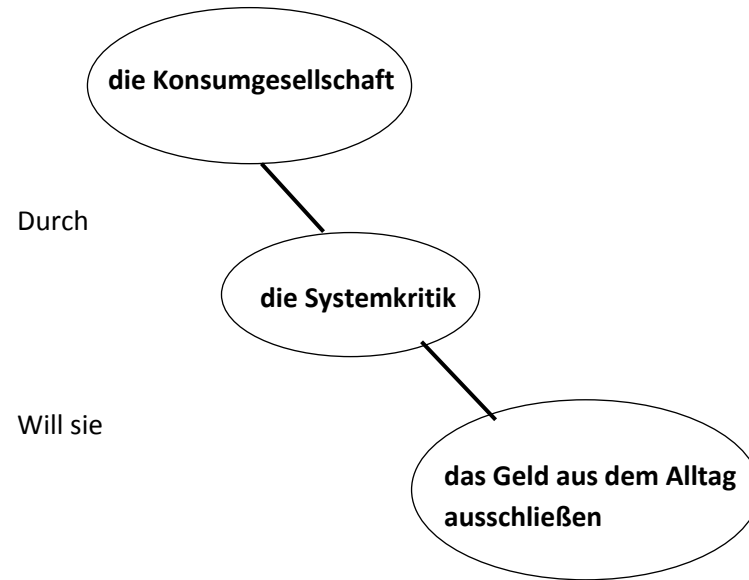 die Konsumgesellschaft
Durch
die Systemkritik
Will sie
das Geld aus dem Alltag
ausschließen